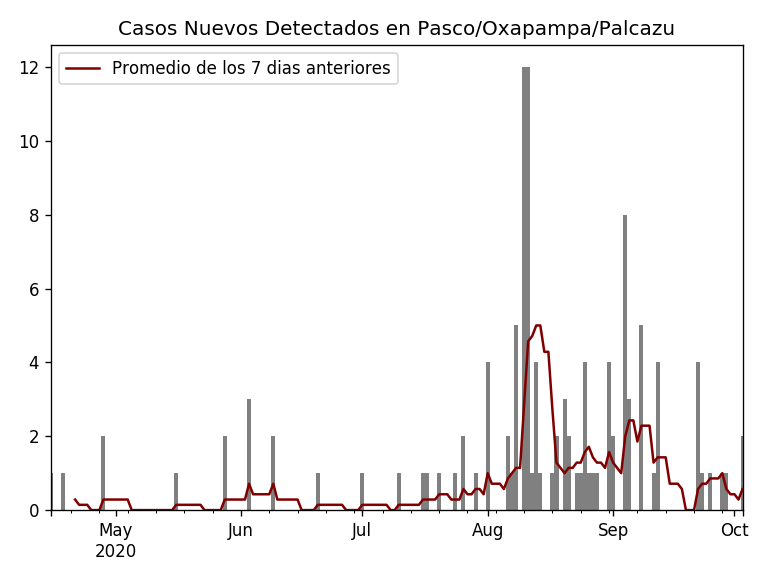 Casos Nuevos Detectados en Pasco/Oxapampa/Palcazu
Promedio de los 7 dias anteriores
12
10
8
6
4
2
0
May Jun Jul Aug Sep Oct
2020